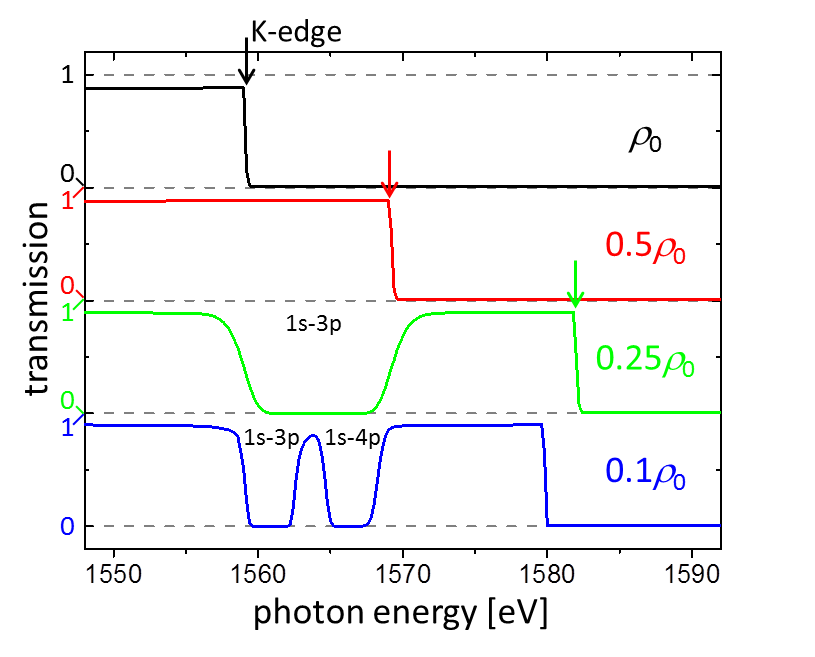 K-edge
1
0
ρ0
1
0
0.5ρ0
1
1s-3p
0
0.25ρ0
1
1s-3p 1s-4p
0
0.1ρ0
transmission
1550 1560 1570 1580 1590
photon energy [eV]